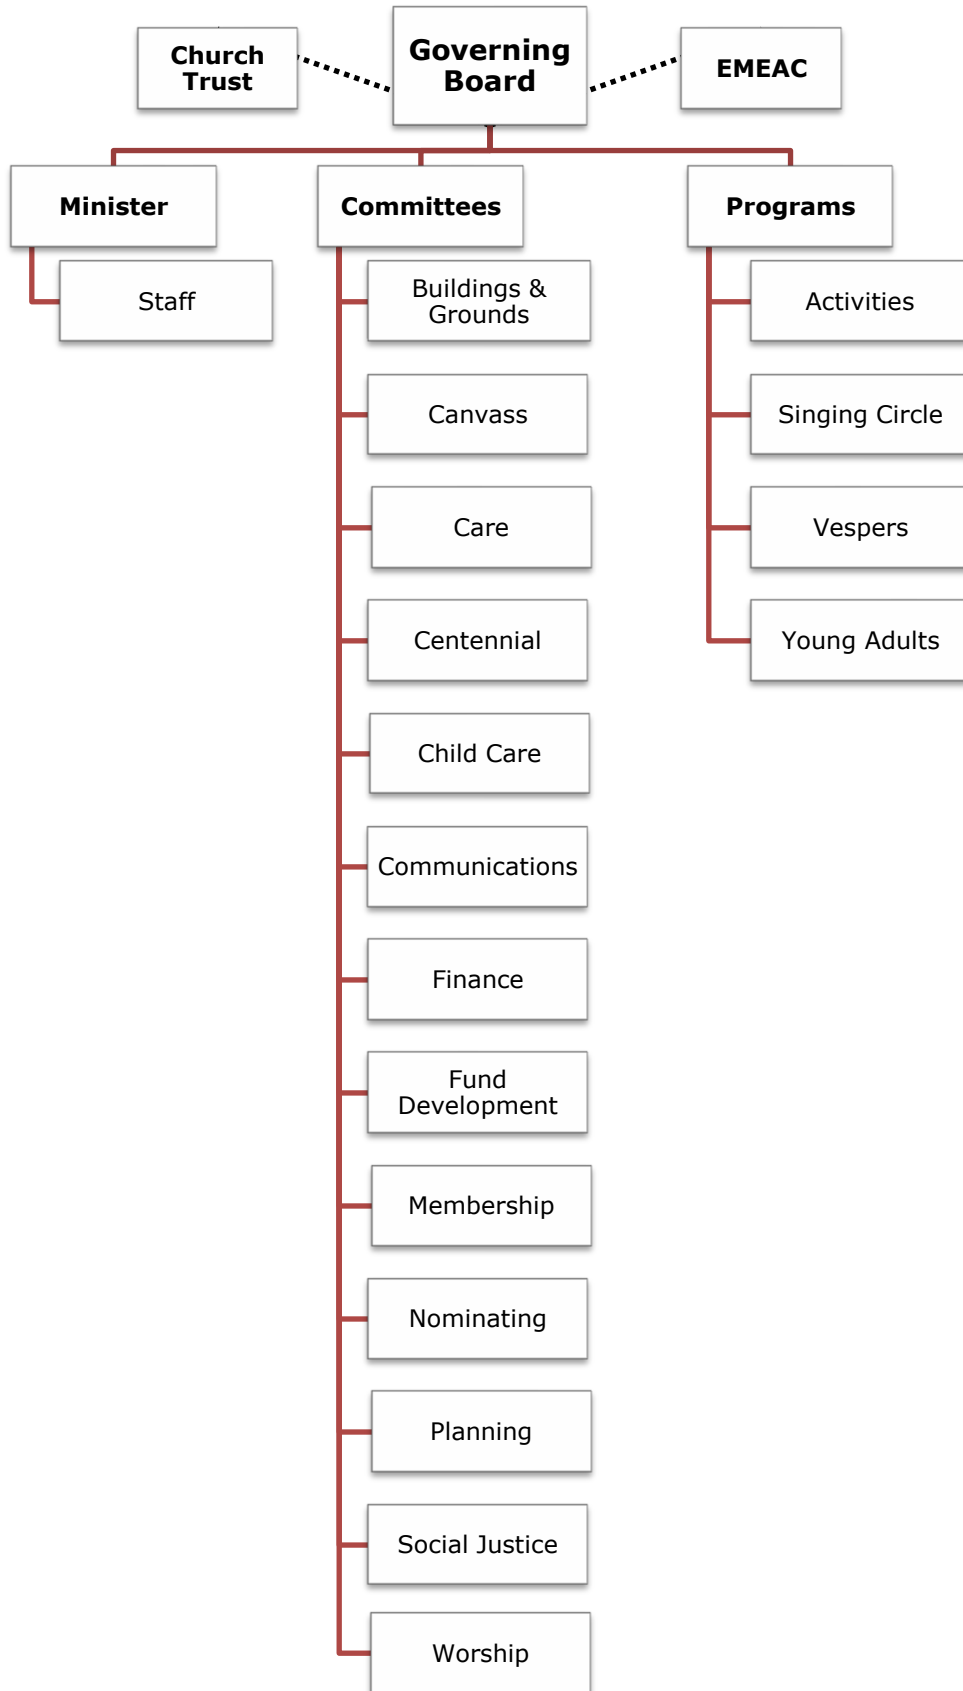 Church
Trust
Governing
Board
EMEAC
Minister
Committees
Programs
Staff
Buildings &
Grounds
Activities
Canvass
Singing Circle
Care
Vespers
Centennial
Young Adults
Child Care
Communications
Finance
Fund
Development
Membership
Nominating
Planning
Social Justice
Worship